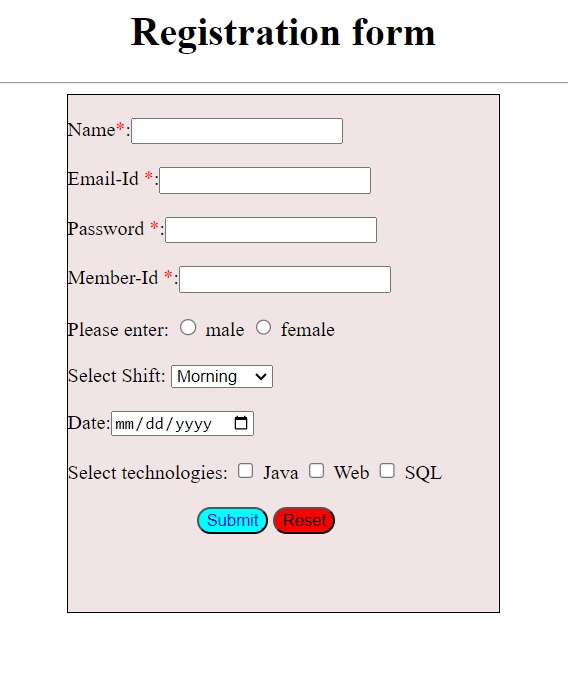 Registration form
Name*:
Email-Id *:
Password *:
Member-Id *:
Please enter: male female
Select Shift: Morning
Date: mm/dd/yyyy
Select technologies: Java Web SQL
Submit Reset